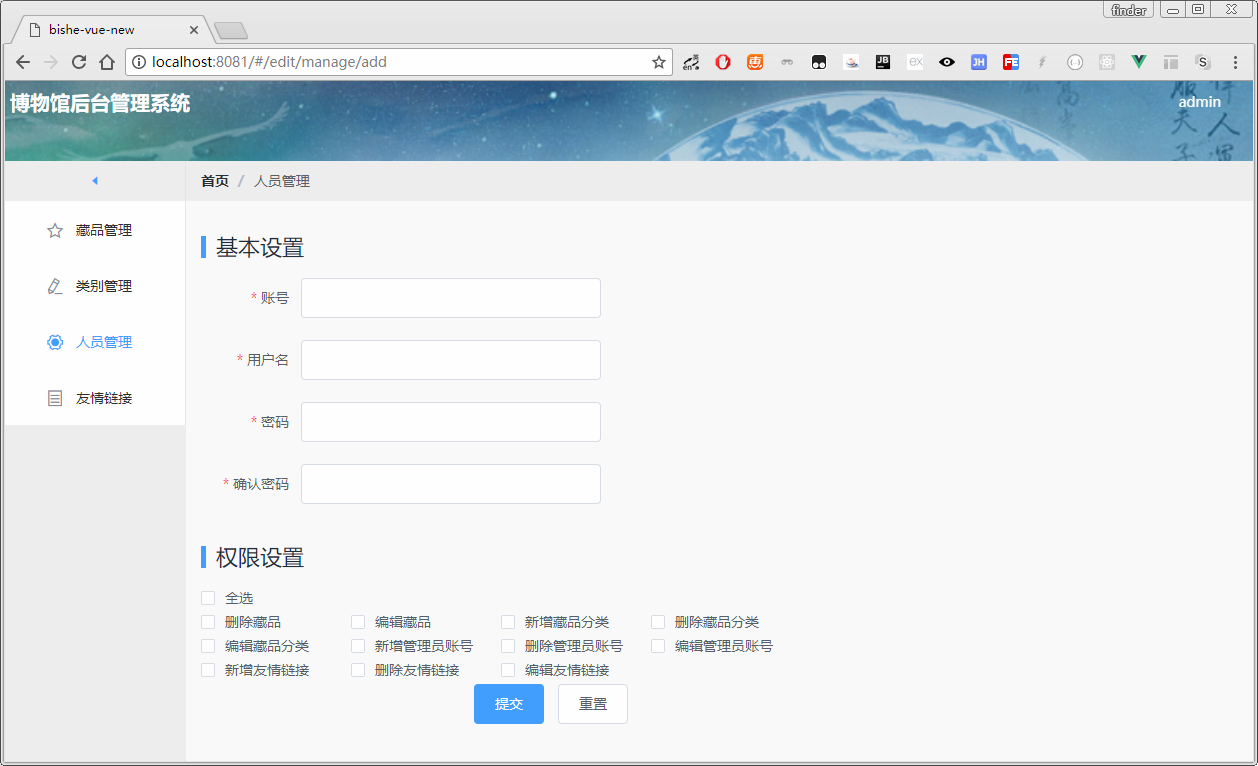 finder
bishe-vue-new
localhost:8081/#/edit/manage/add
博物馆后台管理系统
admin
首页 / 人员管理
藏品管理
类别管理
人员管理
友情链接
基本设置
* 账号
* 用户名
* 密码
* 确认密码
权限设置
全选
删除藏品 编辑藏品 新增藏品分类 删除藏品分类
编辑藏品分类 新增管理员账号 删除管理员账号 编辑管理员账号
新增友情链接 删除友情链接 编辑友情链接
提交 重置